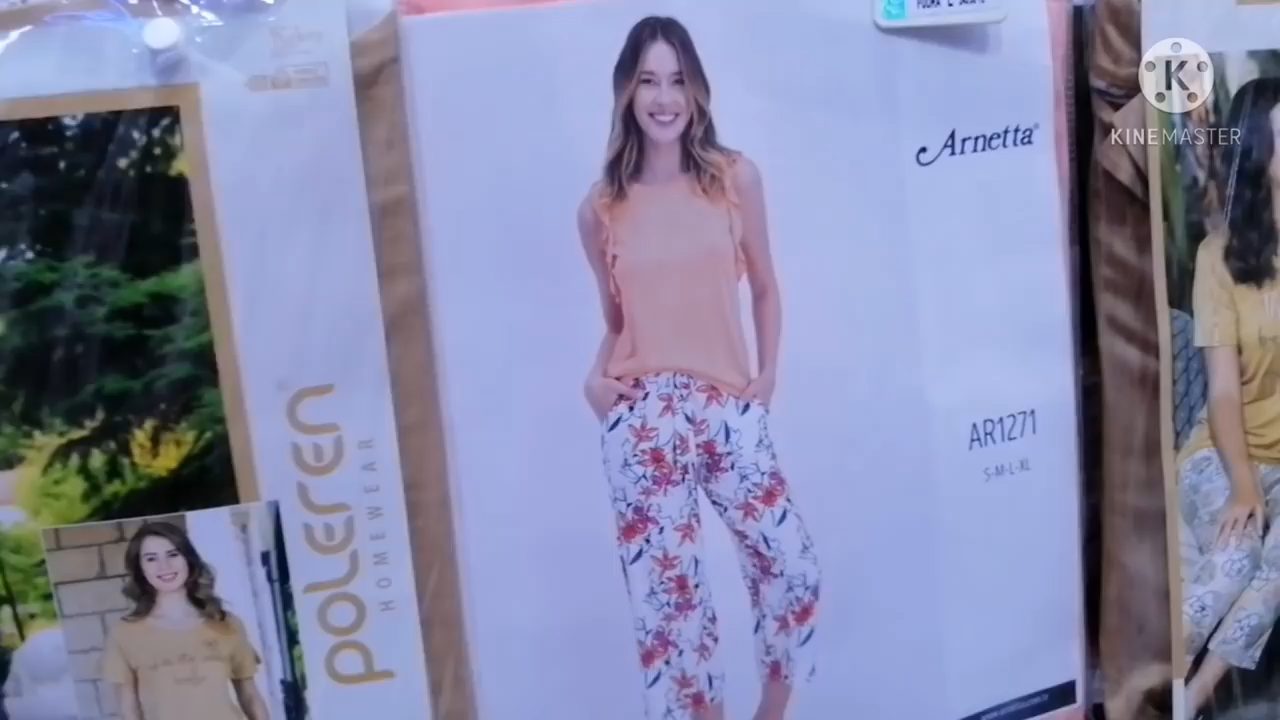 poleren
HOMEWEAR
Arnetta
AR1271
S-M-L-XL
KINEMASTER